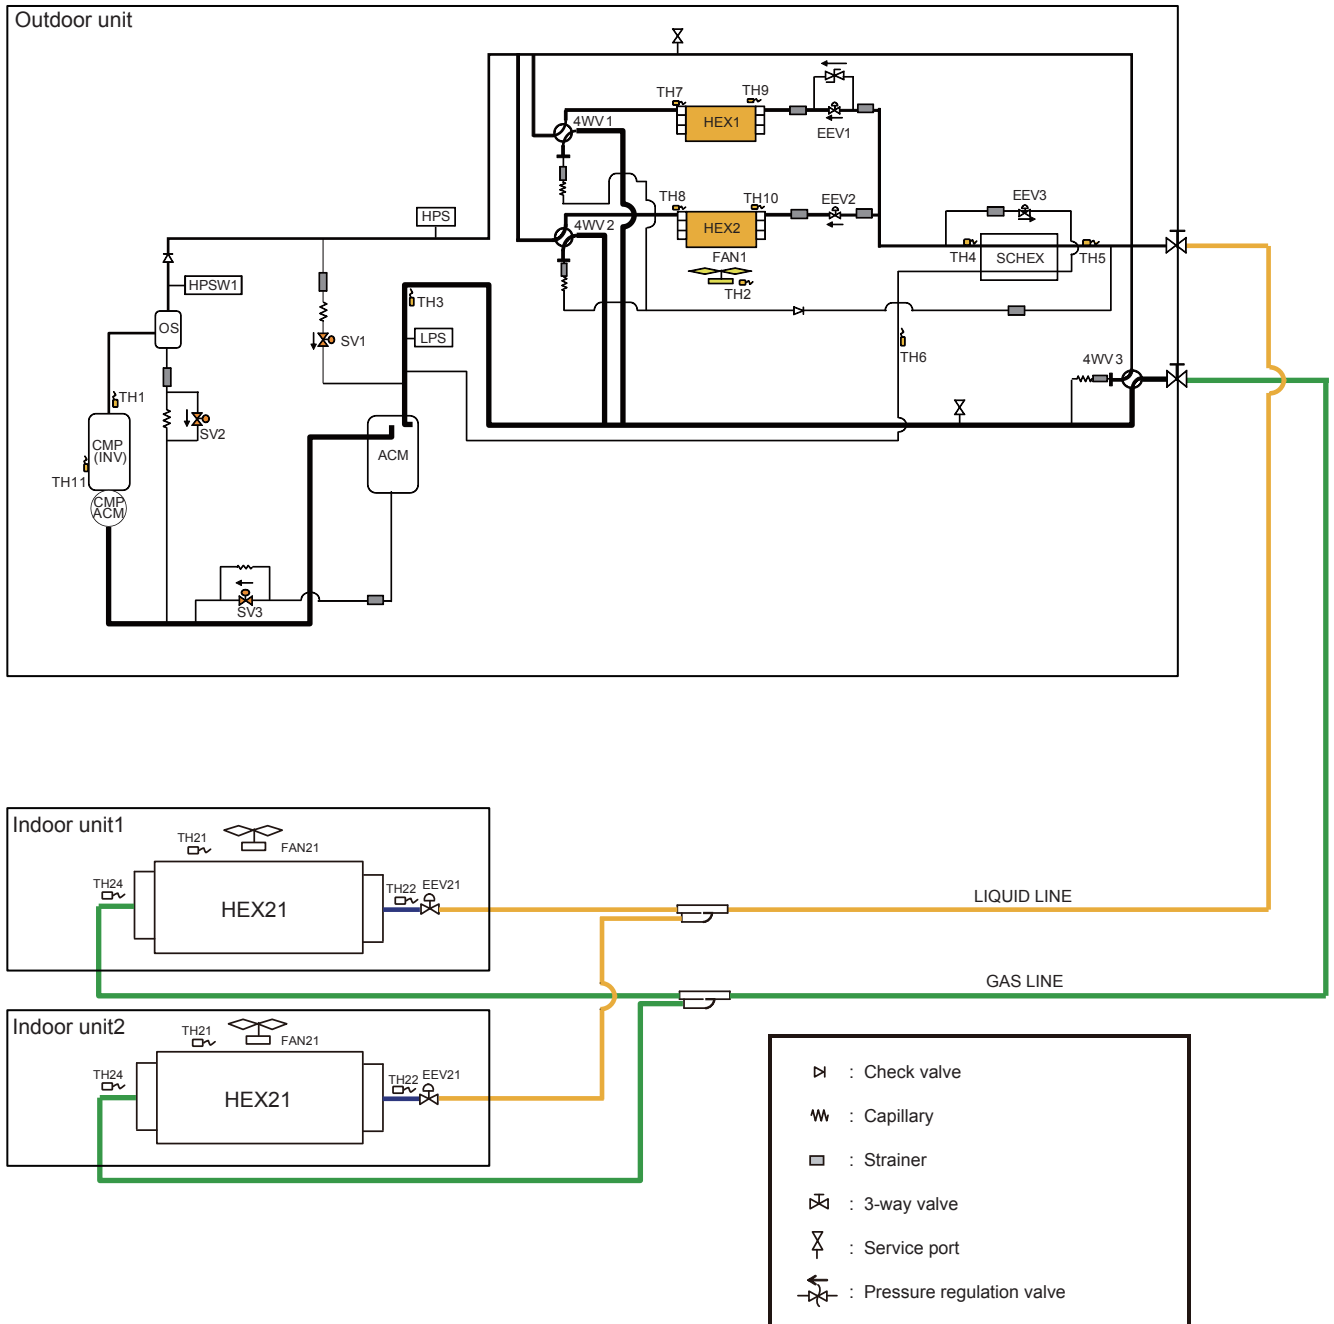 Outdoor unit
TH7
TH9
HEX1
4WV1
EEV1
TH8
TH10
EEV2
EEV3
HPS
4WV2
HEX2
FAN1
TH2
TH4
SCHEX
TH5
HPSW1
OS
SV1
TH3
LPS
TH6
4WV3
TH1
SV2
CMP
(INV)
ACM
TH11
CMP
ACM
SV3
Indoor unit1
TH21
FAN21
TH24
TH22
EEV21
HEX21
LIQUID LINE
GAS LINE
Indoor unit2
TH21
FAN21
TH24
TH22
EEV21
HEX21
: Check valve
: Capillary
: Strainer
: 3-way valve
: Service port
: Pressure regulation valve